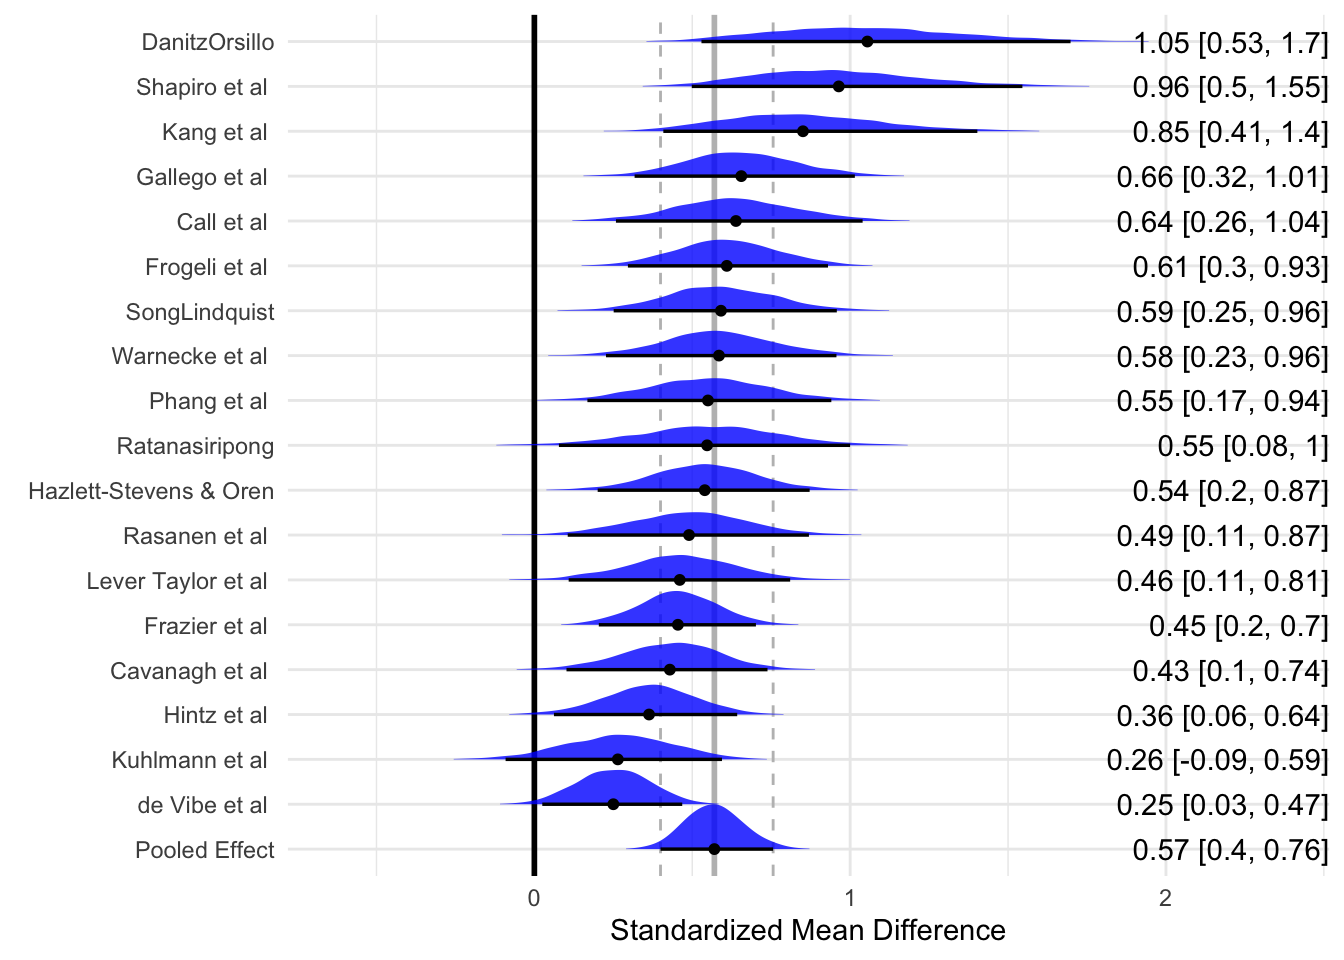 DanitzOrsillo 1.05 [0.53, 1.7]
Shapiro et al 0.96 [0.5, 1.55]
Kang et al 0.85 [0.41, 1.4]
Gallego et al 0.66 [0.32, 1.01]
Call et al 0.64 [0.26, 1.04]
Frogeli et al 0.61 [0.3, 0.93]
SongLindquist 0.59 [0.25, 0.96]
Warnecke et al 0.58 [0.23, 0.96]
Phang et al 0.55 [0.17, 0.94]
Ratanasiripong 0.55 [0.08, 1]
Hazlett-Stevens & Oren 0.54 [0.2, 0.87]
Rasanen et al 0.49 [0.11, 0.87]
Lever Taylor et al 0.46 [0.11, 0.81]
Frazier et al 0.45 [0.2, 0.7]
Cavanagh et al 0.43 [0.1, 0.74]
Hintz et al 0.36 [0.06, 0.64]
Kuhlmann et al 0.26 [-0.09, 0.59]
de Vibe et al 0.25 [0.03, 0.47]
Pooled Effect 0.57 [0.4, 0.76]
0 1 2
Standardized Mean Difference